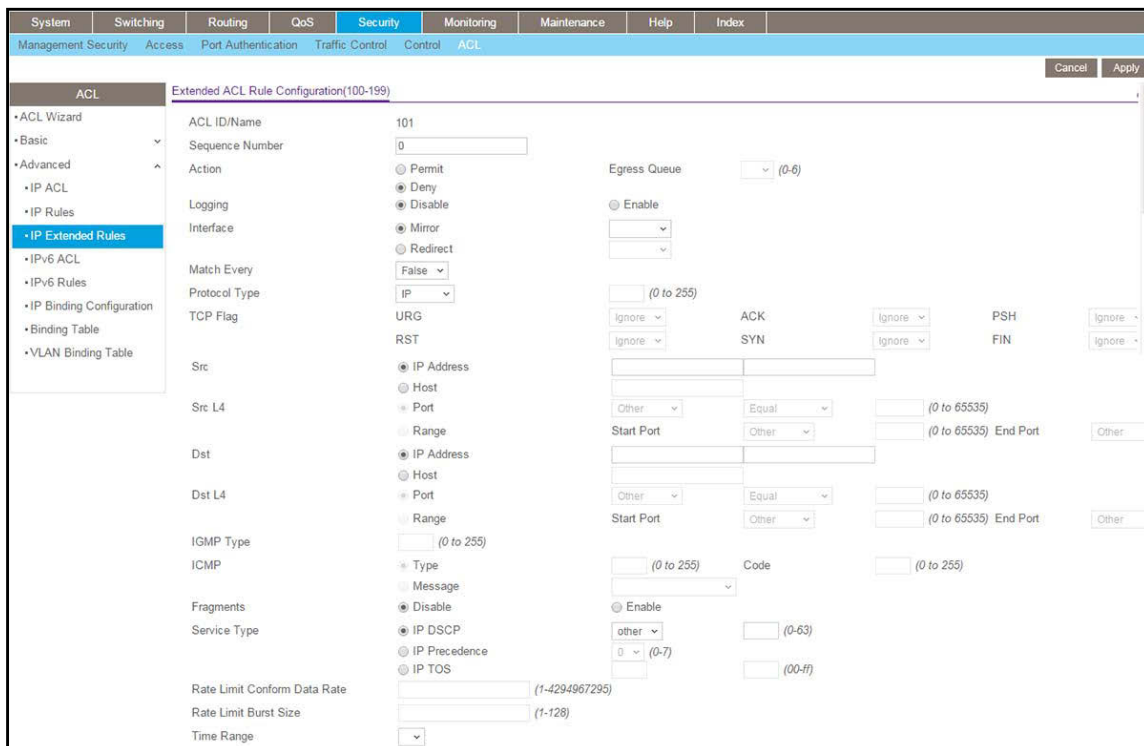 System Switching Routing QoS Security Monitoring Maintenance Help Index
Management Security Access Port Authentication Traffic Control Control ACL
Cancel Apply
ACL
•ACL Wizard
•Basic
•Advanced
•IP ACL
•IP Rules
•IP Extended Rules
•IPv6 ACL
•IPv6 Rules
•IP Binding Configuration
•Binding Table
•VLAN Binding Table
Extended ACL Rule Configuration(100-199)
ACL ID/Name 101
Sequence Number 0
Action Permit Egress Queue (0-6)
Deny
Logging Disable Enable
Interface Mirror
Redirect
Match Every False
Protocol Type IP (0 to 255)
TCP Flag URG Ignore ACK Ignore PSH Ignore
RST Ignore SYN Ignore FIN Ignore
Src IP Address
Host
Src L4 Port Other Equal (0 to 65535)
Range Start Port Other (0 to 65535) End Port Other
Dst IP Address
Host
Dst L4 Port Other Equal (0 to 65535)
Range Start Port Other (0 to 65535) End Port Other
IGMP Type (0 to 255)
ICMP Type (0 to 255) Code (0 to 255)
Message
Fragments Disable Enable
Service Type IP DSCP other (0-63)
IP Precedence 0 (0-7)
IP TOS (00-ff)
Rate Limit Conform Data Rate (1-4294967295)
Rate Limit Burst Size (1-128)
Time Range